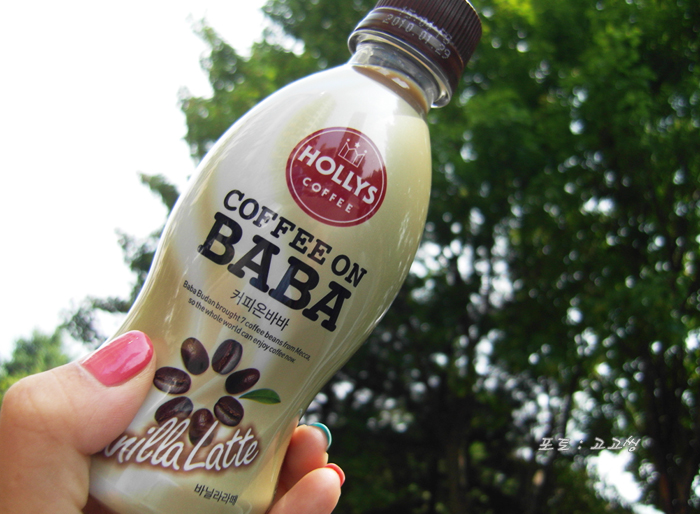 2010.01.29
HOLLYS
COFFEE
COFFEE ON
BABA
커피온바바
Baba Budan brought 7 coffee beans from Mecca,
so the whole world can enjoy coffee now.
nilla Latte
바닐라라떼
포토 : 고고씽